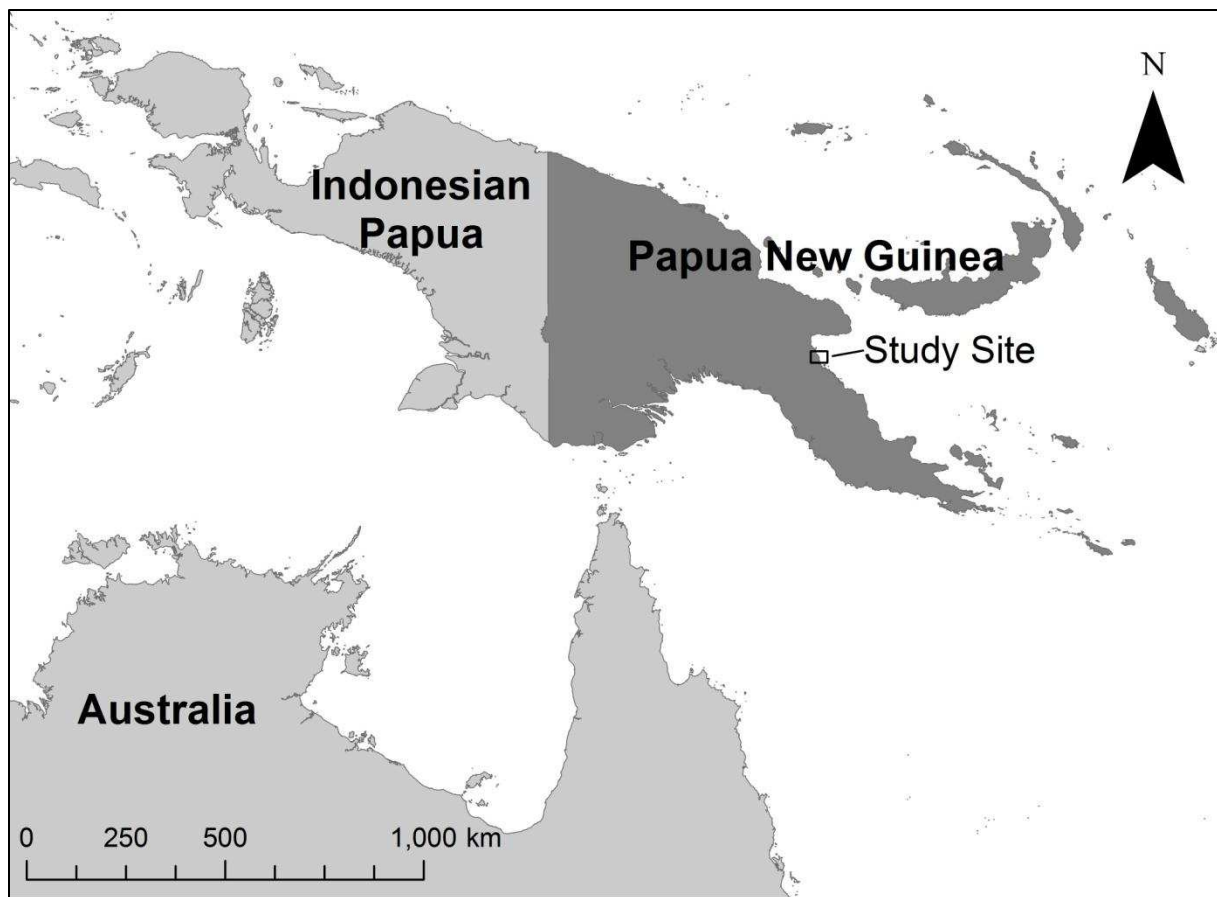 N
Indonesian
Papua
Papua New Guinea
Study Site
Australia
0 250 500 1,000 km